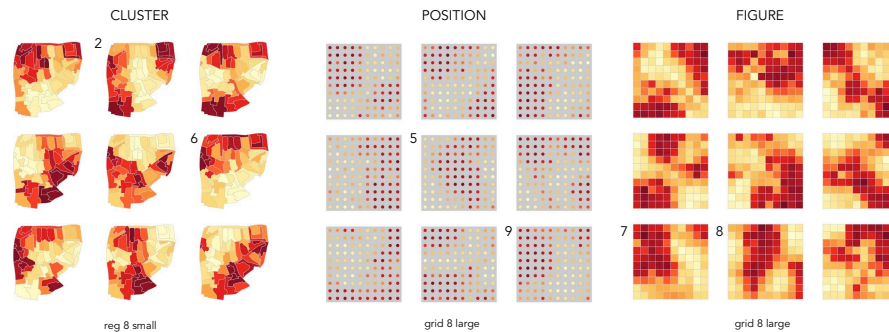 CLUSTER POSITION FIGURE
2
6 5
9 7 8
reg 8 small grid 8 large grid 8 large